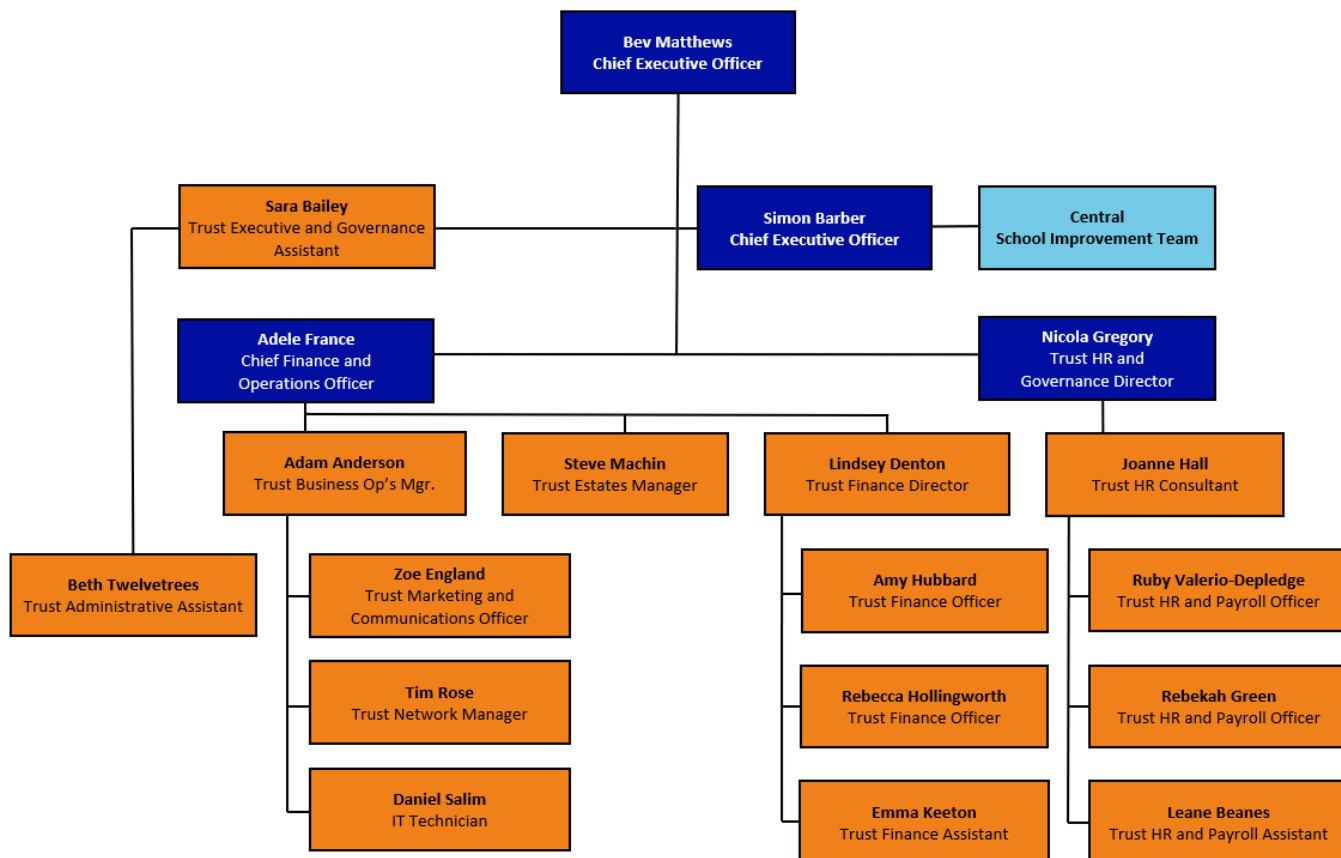 Bev Matthews
Chief Executive Officer
Sara Bailey
Trust Executive and Governance
Assistant
Simon Barber
Chief Executive Officer
Central
School Improvement Team
Adele France
Chief Finance and
Operations Officer
Nicola Gregory
Trust HR and
Governance Director
Adam Anderson
Trust Business Op’s Mgr.
Steve Machin
Trust Estates Manager
Lindsey Denton
Trust Finance Director
Joanne Hall
Trust HR Consultant
Beth Twelvetrees
Trust Administrative Assistant
Zoe England
Trust Marketing and
Communications Officer
Amy Hubbard
Trust Finance Officer
Ruby Valerio-Depledge
Trust HR and Payroll Officer
Tim Rose
Trust Network Manager
Rebecca Hollingworth
Trust Finance Officer
Rebekah Green
Trust HR and Payroll Officer
Daniel Salim
IT Technician
Emma Keeton
Trust Finance Assistant
Leane Beanes
Trust HR and Payroll Assistant